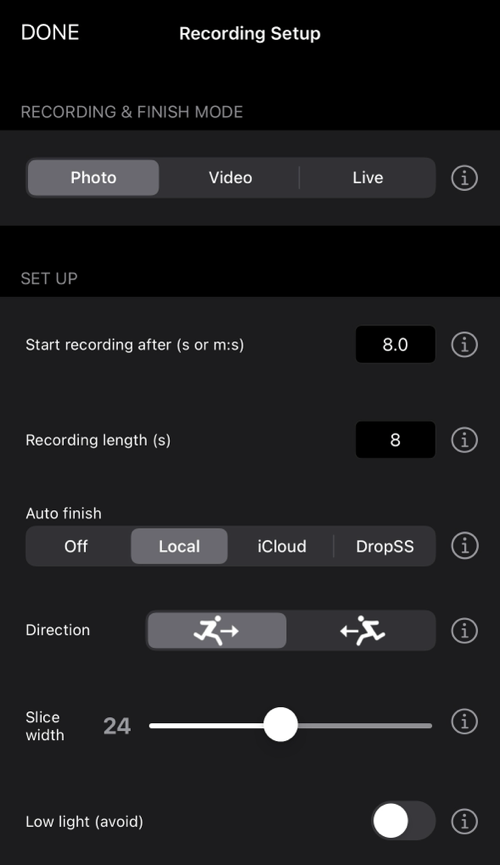 DONE
Recording Setup
RECORDING & FINISH MODE
Photo Video Live
SET UP
Start recording after (s or m:s) 8.0
Recording length (s) 8
Auto finish
Off Local iCloud DropSS
Direction
Slice
width 24
Low light (avoid)